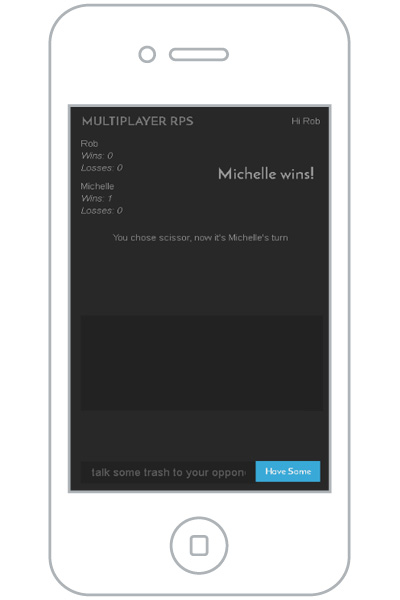 MULTIPLAYER RPS
Hi Rob
Rob
Wins: 0
Losses: 0
Michelle wins!
Michelle
Wins: 1
Losses: 0
You chose scissor, now it's Michelle's turn
talk some trash to your oppon
Have Some